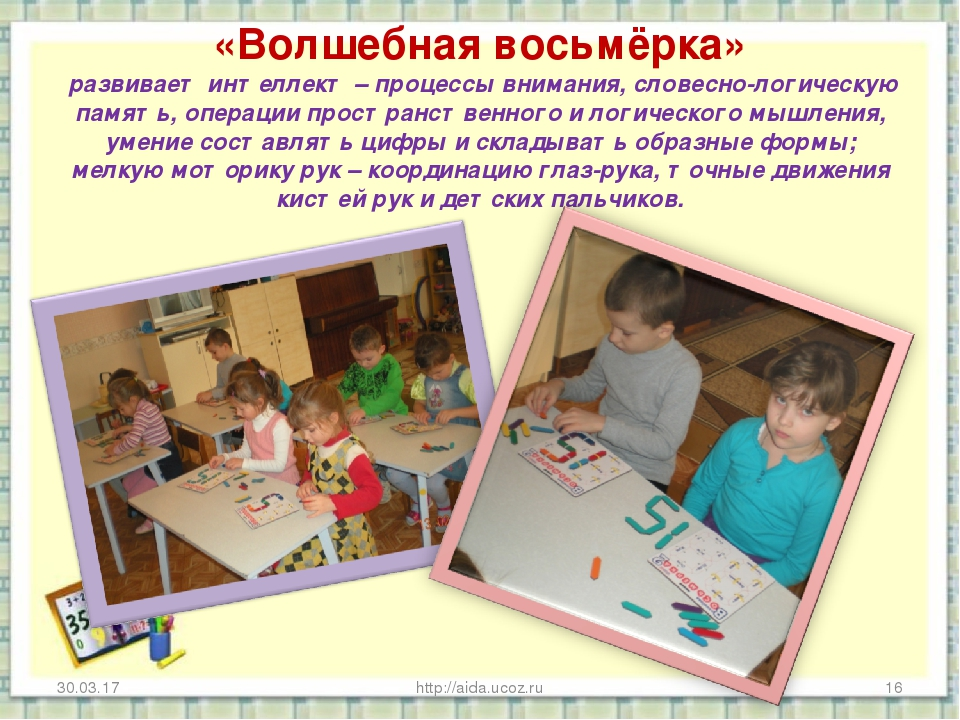 «Волшебная восьмёрка»
развивает интеллект – процессы внимания, словесно-логическую
память, операции пространственного и логического мышления,
умение составлять цифры и складывать образные формы;
мелкую моторику рук – координацию глаз-рука, точные движения
кистей рук и детских пальчиков.
30.03.17
http://aida.ucoz.ru
16